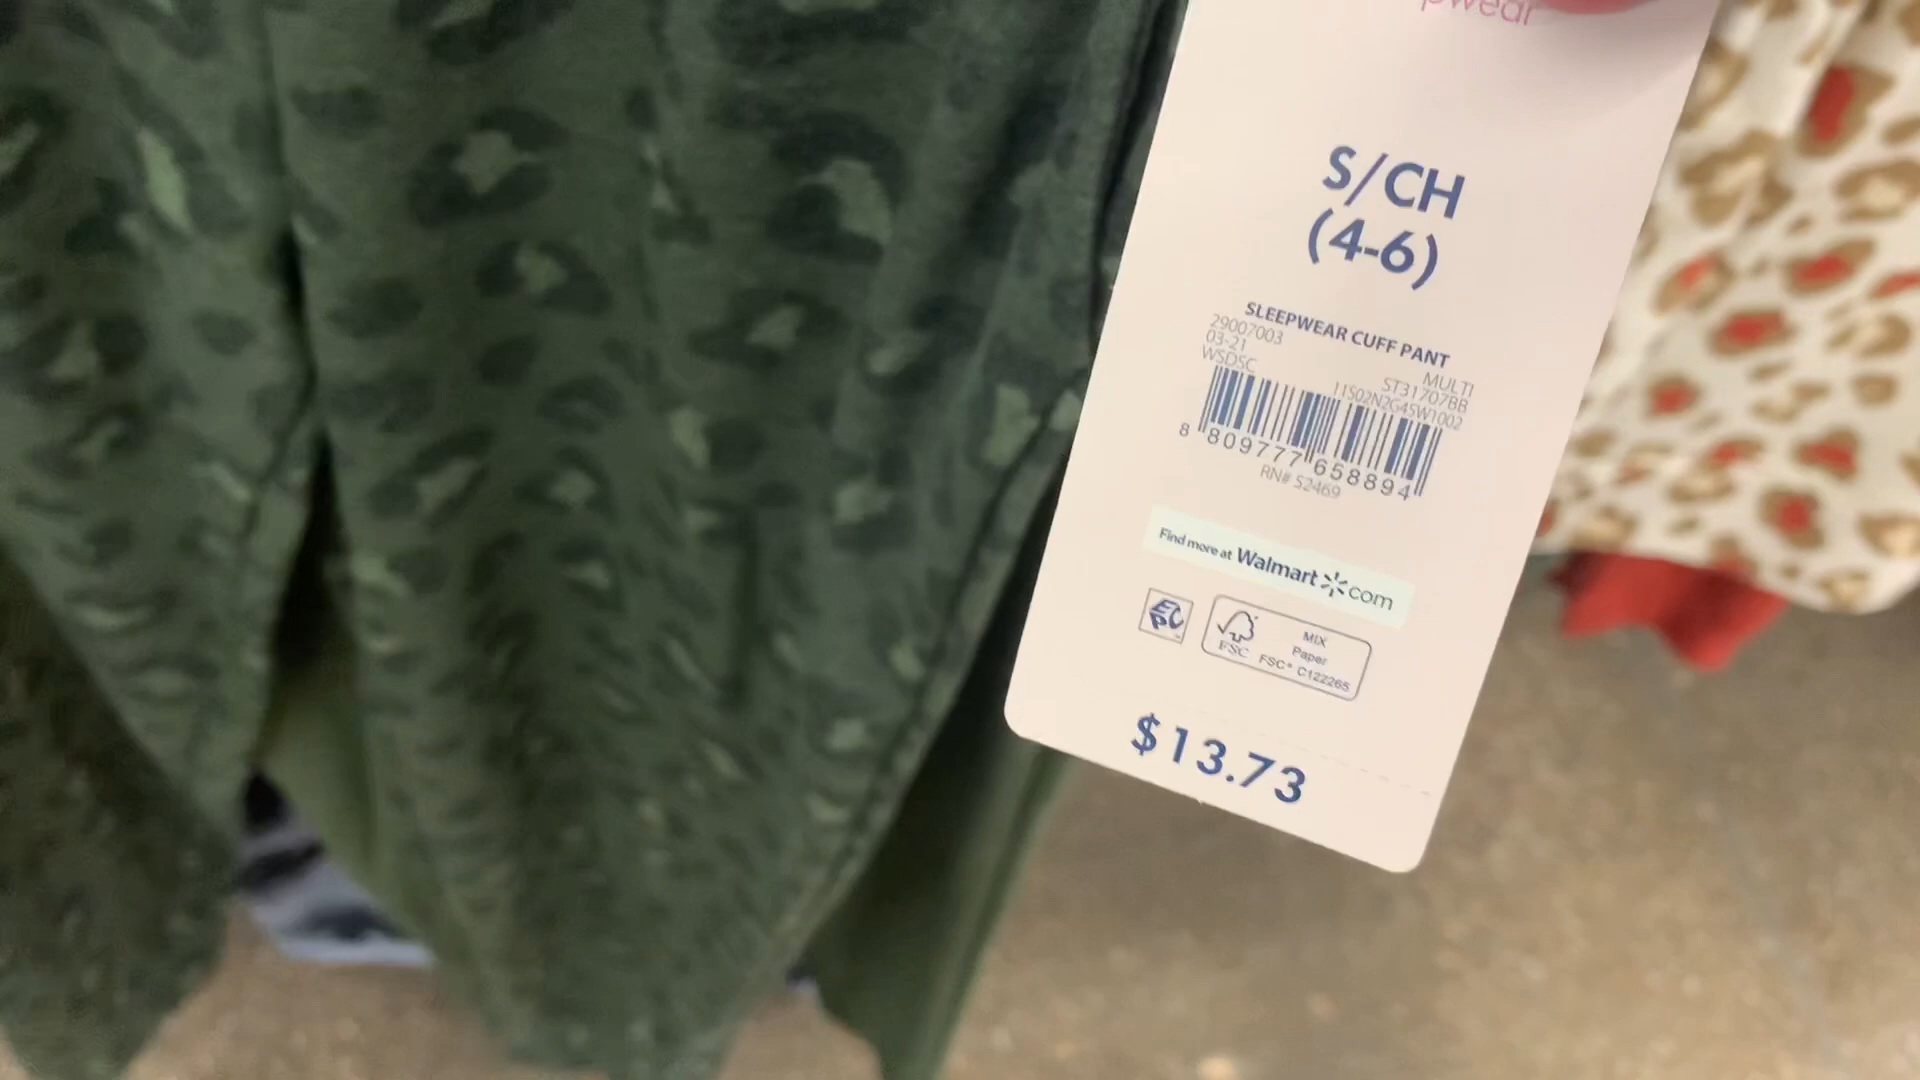 S/CH
(4-6)
SLEEPWEAR CUFF PANT
29007003
03-21
WSDSC
MULTI
ST31707BB
11S02N2G4SW1002
8 809777 658894
RN# 52469
Find more at Walmart com
FSC
MIX
Paper
FSC® C122265
$13.73